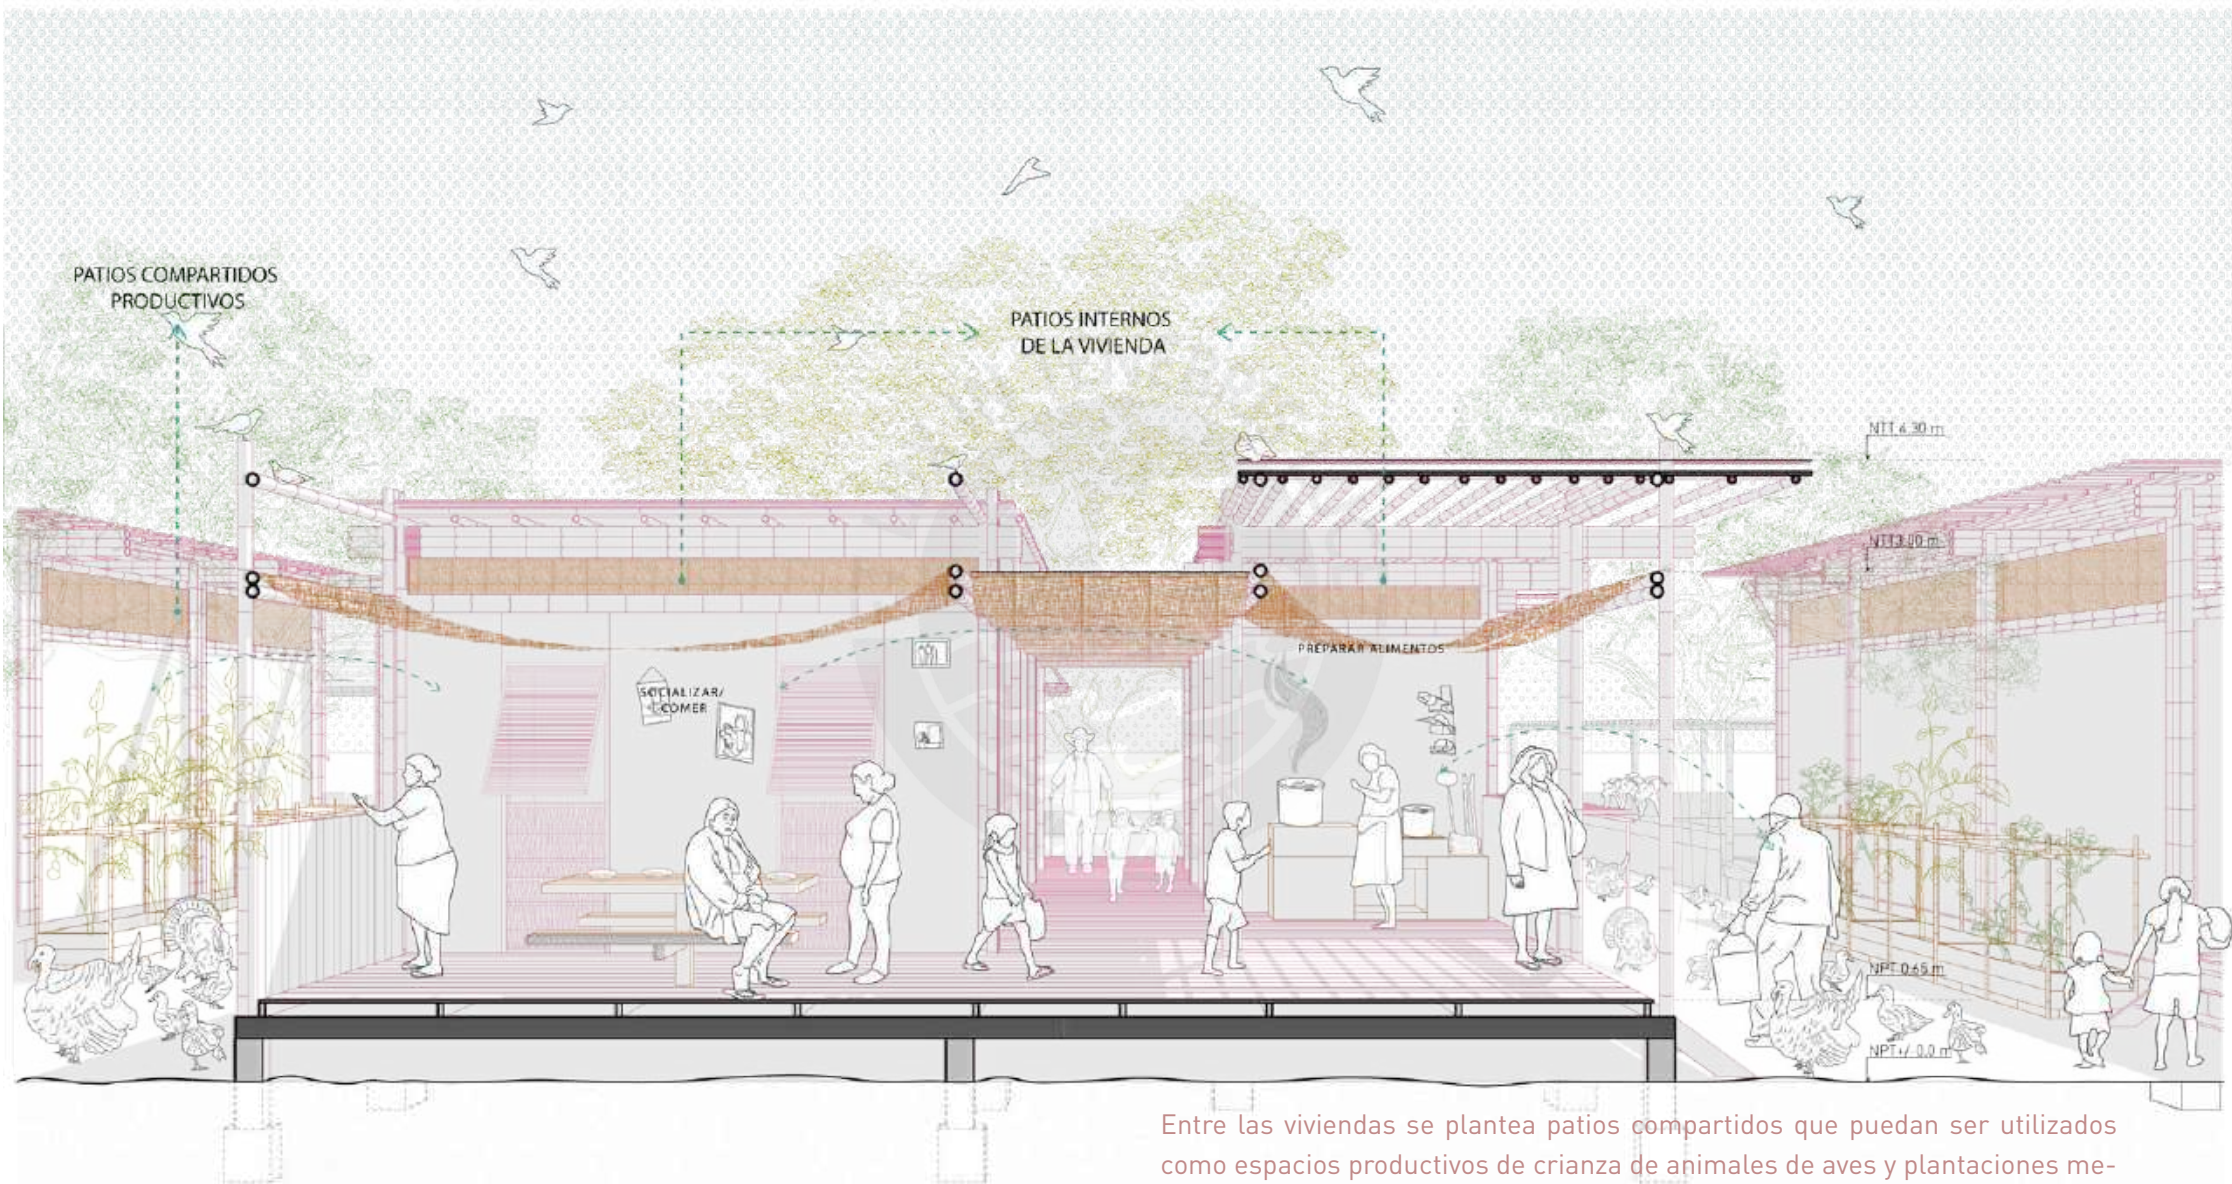 PATIOS COMPARTIDOS
PRODUCTIVOS
PATIOS INTERNOS
DE LA VIVIENDA
NTT 4.30 m
NTT3.00 m
PREPARAR ALIMENTOS
SOCIALIZAR/
COMER
NPT 0.65 m
NPT+/ 0.0 m
Entre las viviendas se plantea patios compartidos que puedan ser utilizados
como espacios productivos de crianza de animales de aves y plantaciones me-